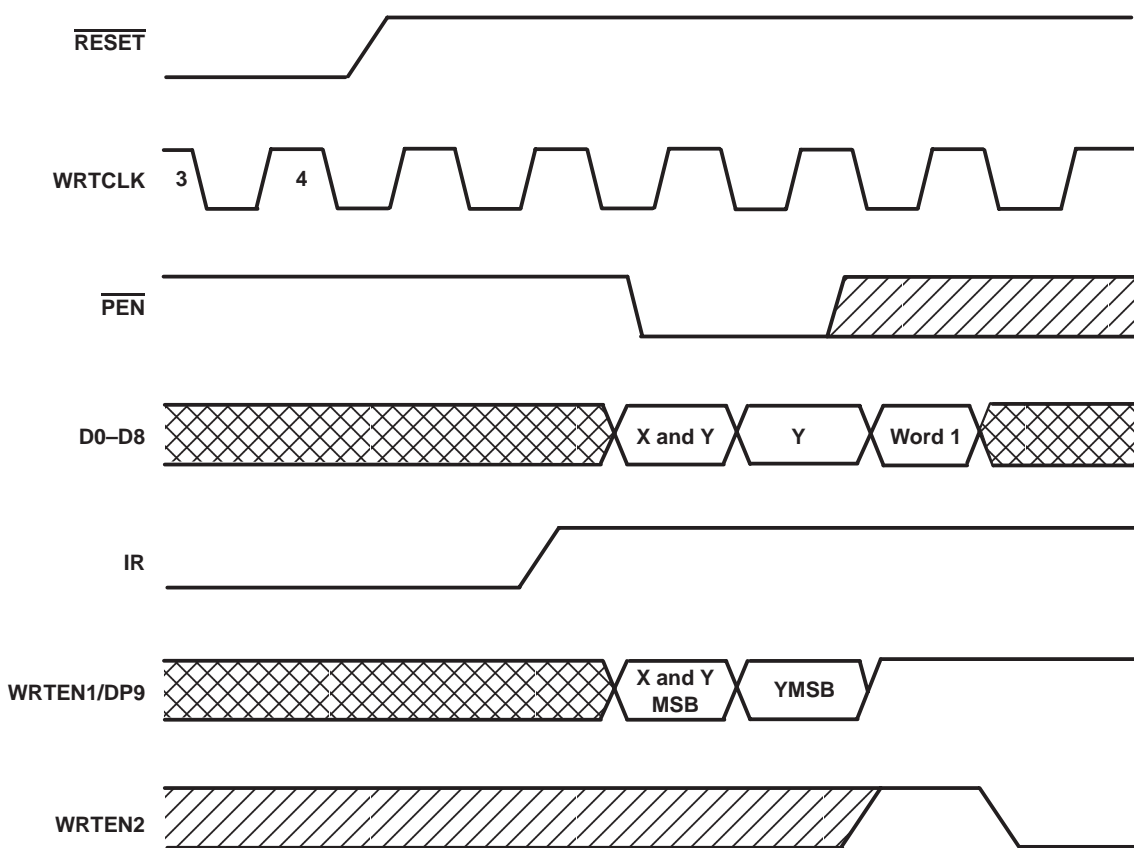 RESET
WRTCLK
3
4
PEN
D0–D8
X and Y
Y
Word 1
IR
WRTEN1/DP9
X and Y
MSB
YMSB
WRTEN2